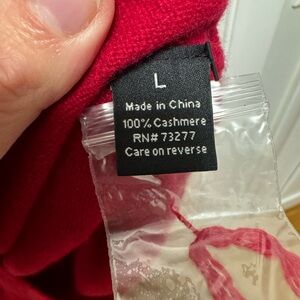 L
Made in China
100% Cashmere
RN# 73277
Care on reverse